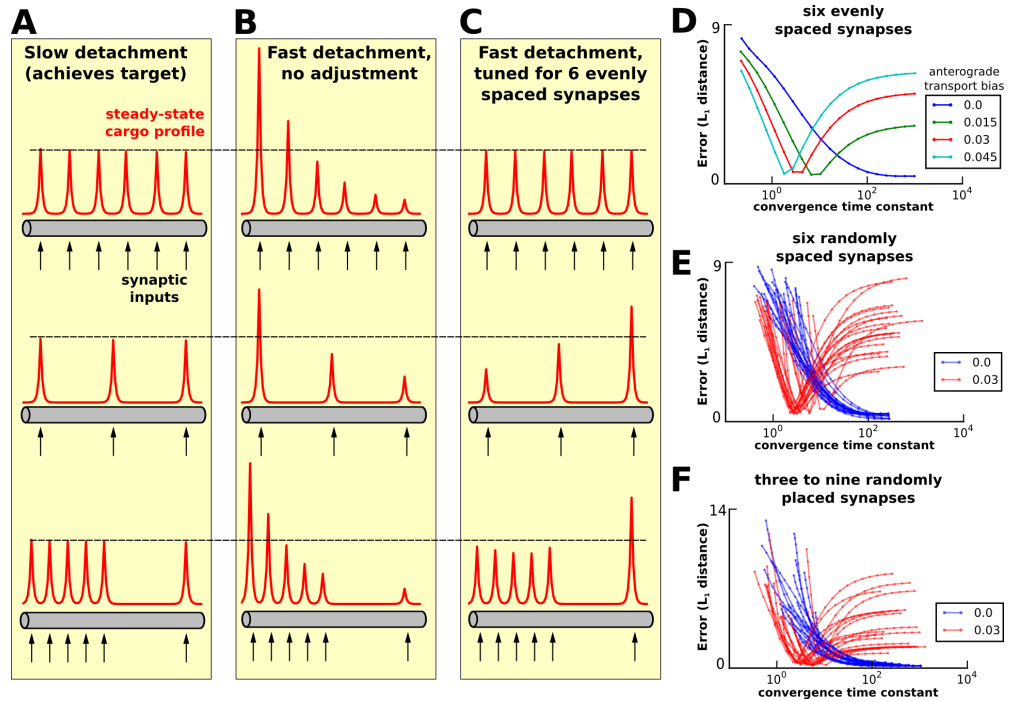 A
Slow detachment
(achieves target)
steady-state
cargo profile
synaptic
inputs
B
Fast detachment,
no adjustment
C
Fast detachment,
tuned for 6 evenly
spaced synapses
D
six evenly
spaced synapses
9
Error (L1 distance)
0
10^0
10^2
10^4
convergence time constant
anterograde
transport bias
0.0
0.015
0.03
0.045
E
six randomly
spaced synapses
9
Error (L1 distance)
0
10^0
10^2
10^4
convergence time constant
0.0
0.03
F
three to nine randomly
placed synapses
14
Error (L1 distance)
0
10^0
10^2
10^4
convergence time constant
0.0
0.03